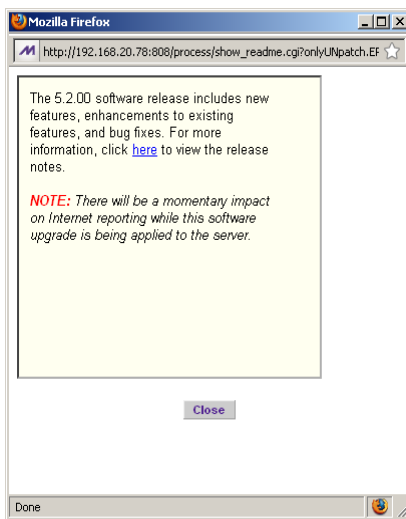 Mozilla Firefox
http://192.168.20.78:808/process/show_readme.cgi?onlyUNpatch.EF
The 5.2.00 software release includes new
features, enhancements to existing
features, and bug fixes. For more
information, click here to view the release
notes.
NOTE: There will be a momentary impact
on Internet reporting while this software
upgrade is being applied to the server.
Close
Done